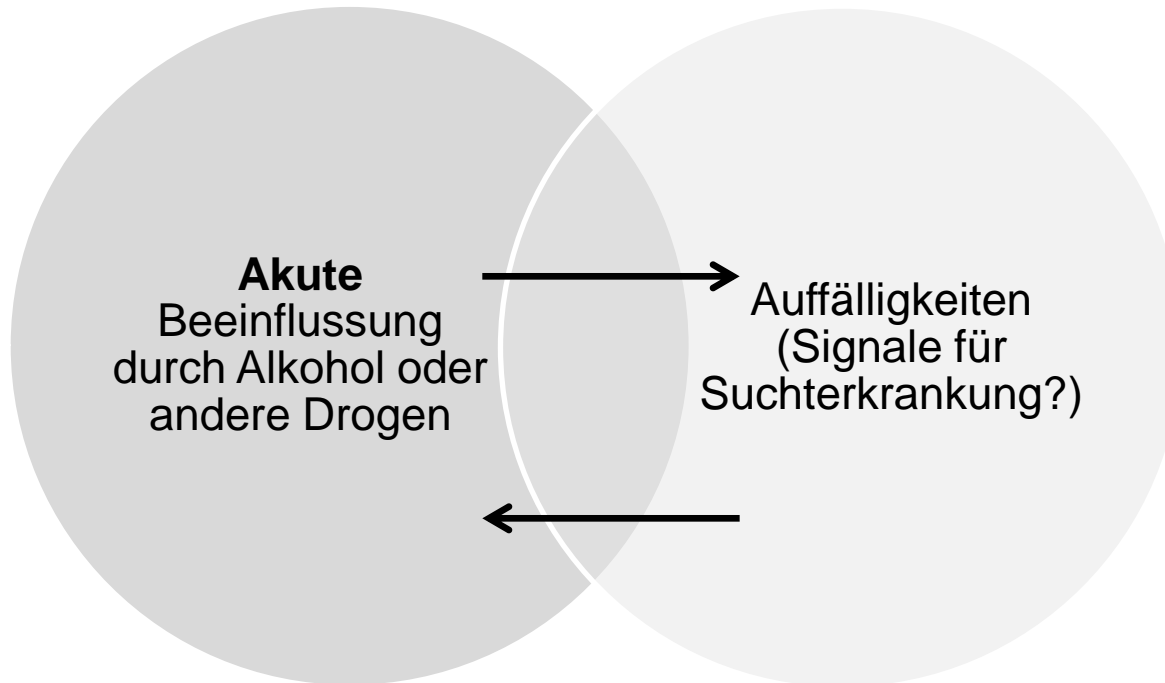 Akute
Beeinflussung
durch Alkohol oder
andere Drogen
Auffälligkeiten
(Signale für
Suchterkrankung?)